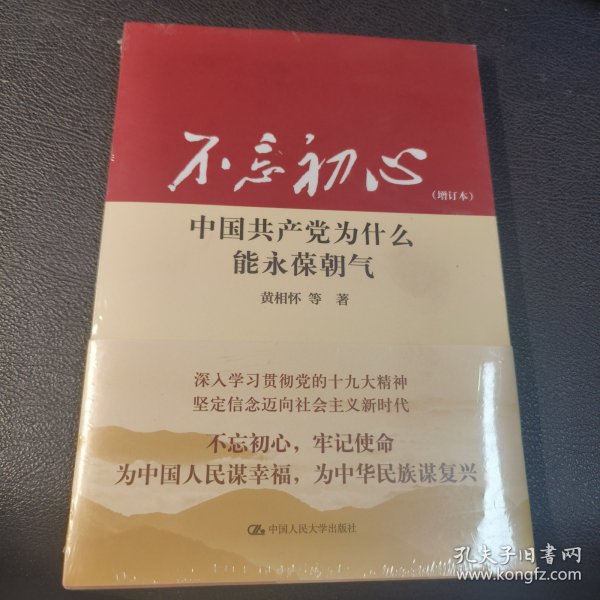 不忘初心
(增订本)
中国共产党为什么
能永葆朝气
黄相怀 等 著
深入学习贯彻党的十九大精神
坚定信念迈向社会主义新时代
不忘初心，牢记使命
为中国人民谋幸福，为中华民族谋复兴
中国人民大学出版社
孔夫子旧书网
www.kongfz.com